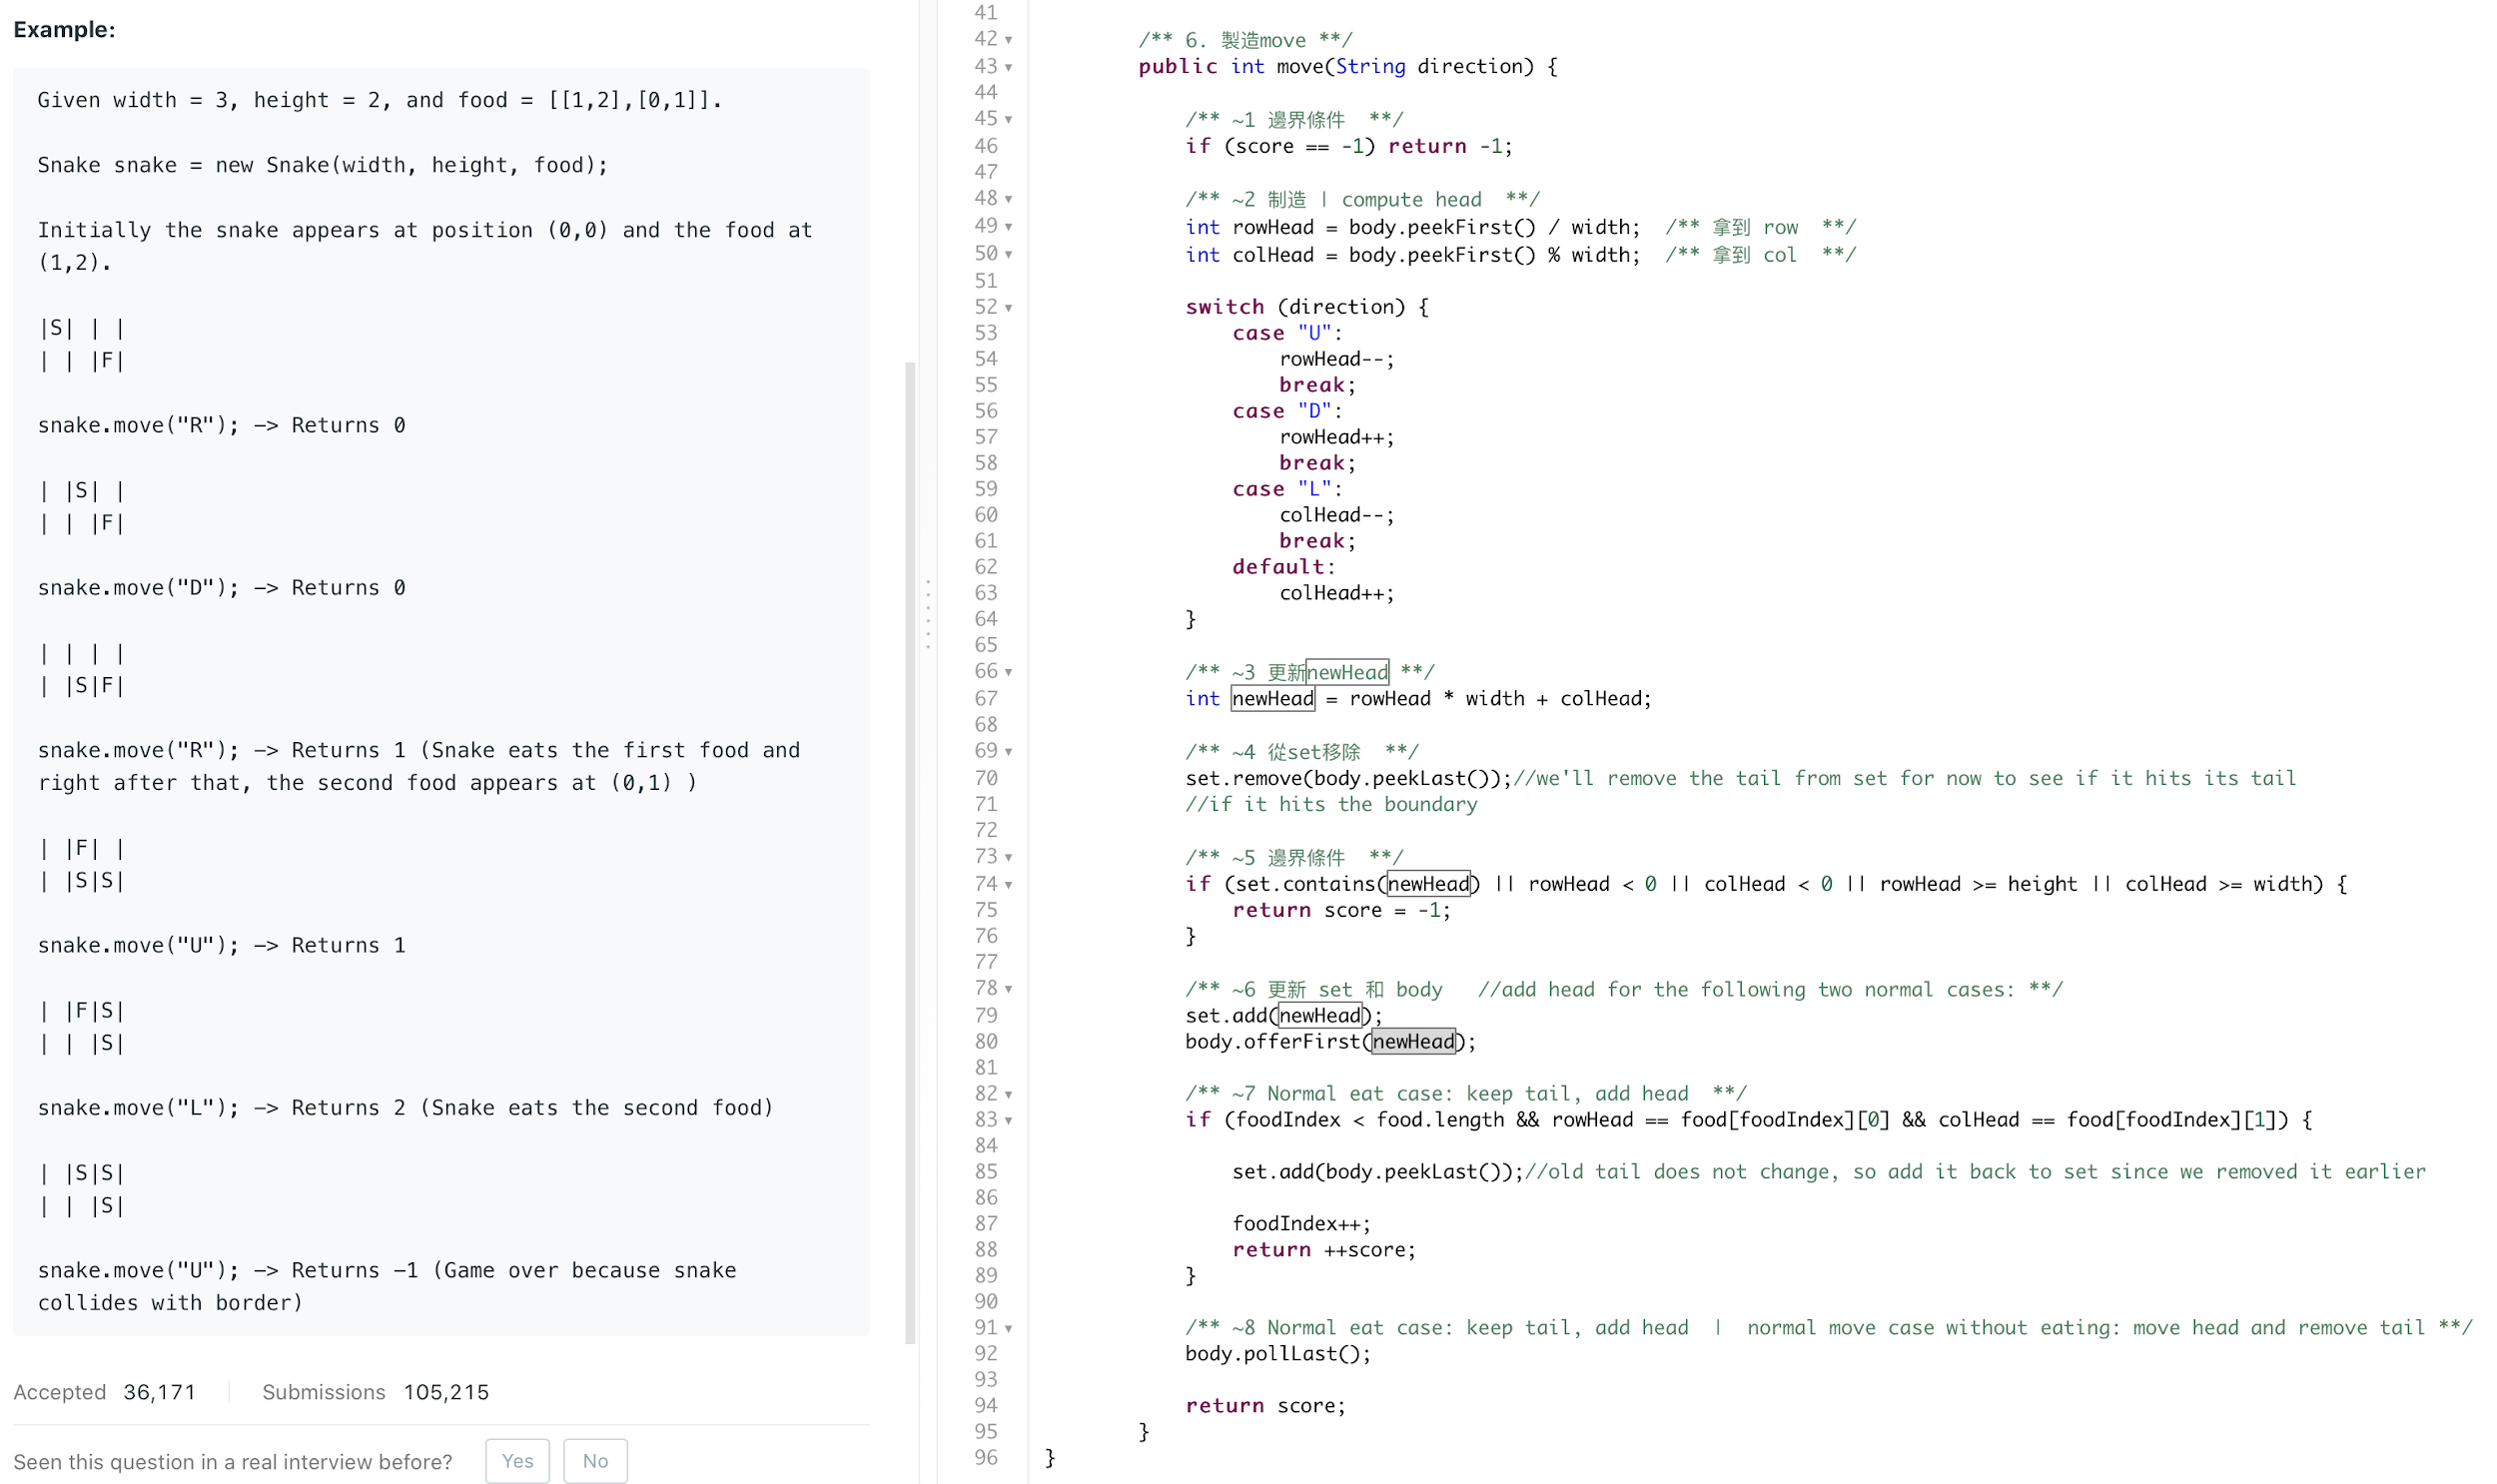 Example:
Given width = 3, height = 2, and food = [[1,2],[0,1]].
Snake snake = new Snake(width, height, food);
Initially the snake appears at position (0,0) and the food at
(1,2).
|S| | |
| | |F|
snake.move("R"); -> Returns 0
| |S| |
| | |F|
snake.move("D"); -> Returns 0
| | | |
| |S|F|
snake.move("R"); -> Returns 1 (Snake eats the first food and
right after that, the second food appears at (0,1) )
| |F| |
| |S|S|
snake.move("U"); -> Returns 1
| |F|S|
| | |S|
snake.move("L"); -> Returns 2 (Snake eats the second food)
| |S|S|
| | |S|
snake.move("U"); -> Returns -1 (Game over because snake
collides with border)
Accepted 36,171 Submissions 105,215
Seen this question in a real interview before? Yes No
41
42 /** 6. 製造move **/
43 public int move(String direction) {
44
45 /** ~1 邊界條件 **/
46 if (score == -1) return -1;
47
48 /** ~2 制造 | compute head **/
49 int rowHead = body.peekFirst() / width; /** 拿到 row **/
50 int colHead = body.peekFirst() % width; /** 拿到 col **/
51
52 switch (direction) {
53 case "U":
54 rowHead--;
55 break;
56 case "D":
57 rowHead++;
58 break;
59 case "L":
60 colHead--;
61 break;
62 default:
63 colHead++;
64 }
65
66 /** ~3 更新newHead **/
67 int newHead = rowHead * width + colHead;
68
69 /** ~4 從set移除 **/
70 set.remove(body.peekLast());//we'll remove the tail from set for now to see if it hits its tail
71 //if it hits the boundary
72
73 /** ~5 邊界條件 **/
74 if (set.contains(newHead) || rowHead < 0 || colHead < 0 || rowHead >= height || colHead >= width) {
75 return score = -1;
76 }
77
78 /** ~6 更新 set 和 body //add head for the following two normal cases: **/
79 set.add(newHead);
80 body.offerFirst(newHead);
81
82 /** ~7 Normal eat case: keep tail, add head **/
83 if (foodIndex < food.length && rowHead == food[foodIndex][0] && colHead == food[foodIndex][1]) {
84
85 set.add(body.peekLast());//old tail does not change, so add it back to set since we removed it earlier
86
87 foodIndex++;
88 return ++score;
89 }
90
91 /** ~8 Normal eat case: keep tail, add head | normal move case without eating: move head and remove tail **/
92 body.pollLast();
93
94 return score;
95 }
96 }